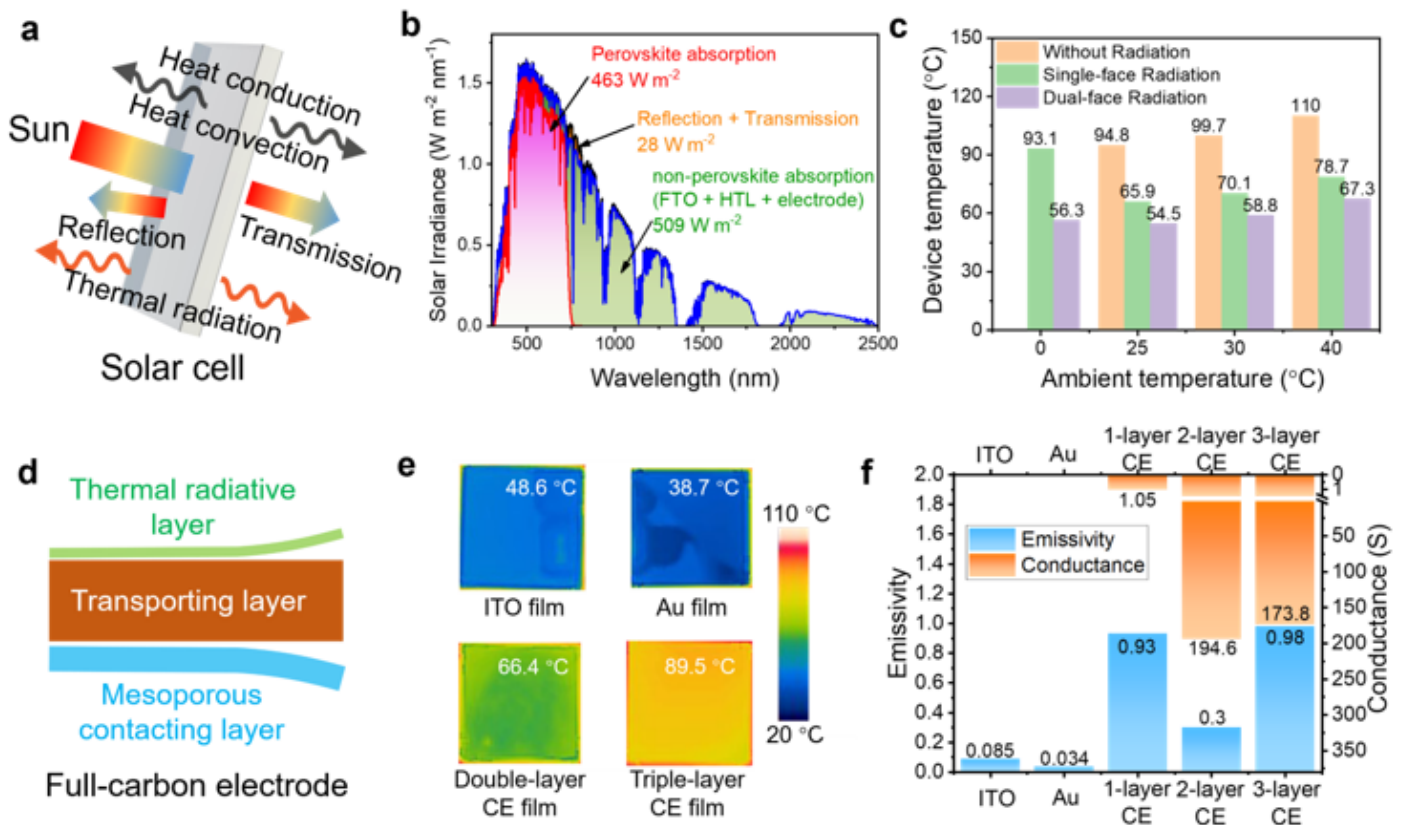 a
Heat conduction
Heat convection
Sun
Reflection
Transmission
Thermal radiation
Solar cell
b
Solar Irradiance (W m-2 nm-1)
1.5
1.0
0.5
0.0
Perovskite absorption
463 W m-2
Reflection + Transmission
28 W m-2
non-perovskite absorption
(FTO + HTL + electrode)
509 W m-2
500 1000 1500 2000 2500
Wavelength (nm)
c
Device temperature (°C)
150
120
90
60
30
0
Without Radiation
Single-face Radiation
Dual-face Radiation
93.1
56.3
94.8
65.9
54.5
99.7
70.1
58.8
110
78.7
67.3
0 25 30 40
Ambient temperature (°C)
d
Thermal radiative
layer
Transporting layer
Mesoporous
contacting layer
Full-carbon electrode
e
48.6 °C
ITO film
38.7 °C
Au film
66.4 °C
Double-layer
CE film
89.5 °C
Triple-layer
CE film
110 °C
20 °C
f
ITO
Au
1-layer
CE
2-layer
CE
3-layer
CE
Emissivity
2.0
1.8
1.6
1.4
1.2
1.0
0.8
0.6
0.4
0.2
0.0
Emissivity
Conductance
1.05
194.6
173.8
0.085
0.034
0.93
0.3
0.98
0
1
50
100
150
200
250
300
350
Conductance (S)
ITO
Au
1-layer
CE
2-layer
CE
3-layer
CE